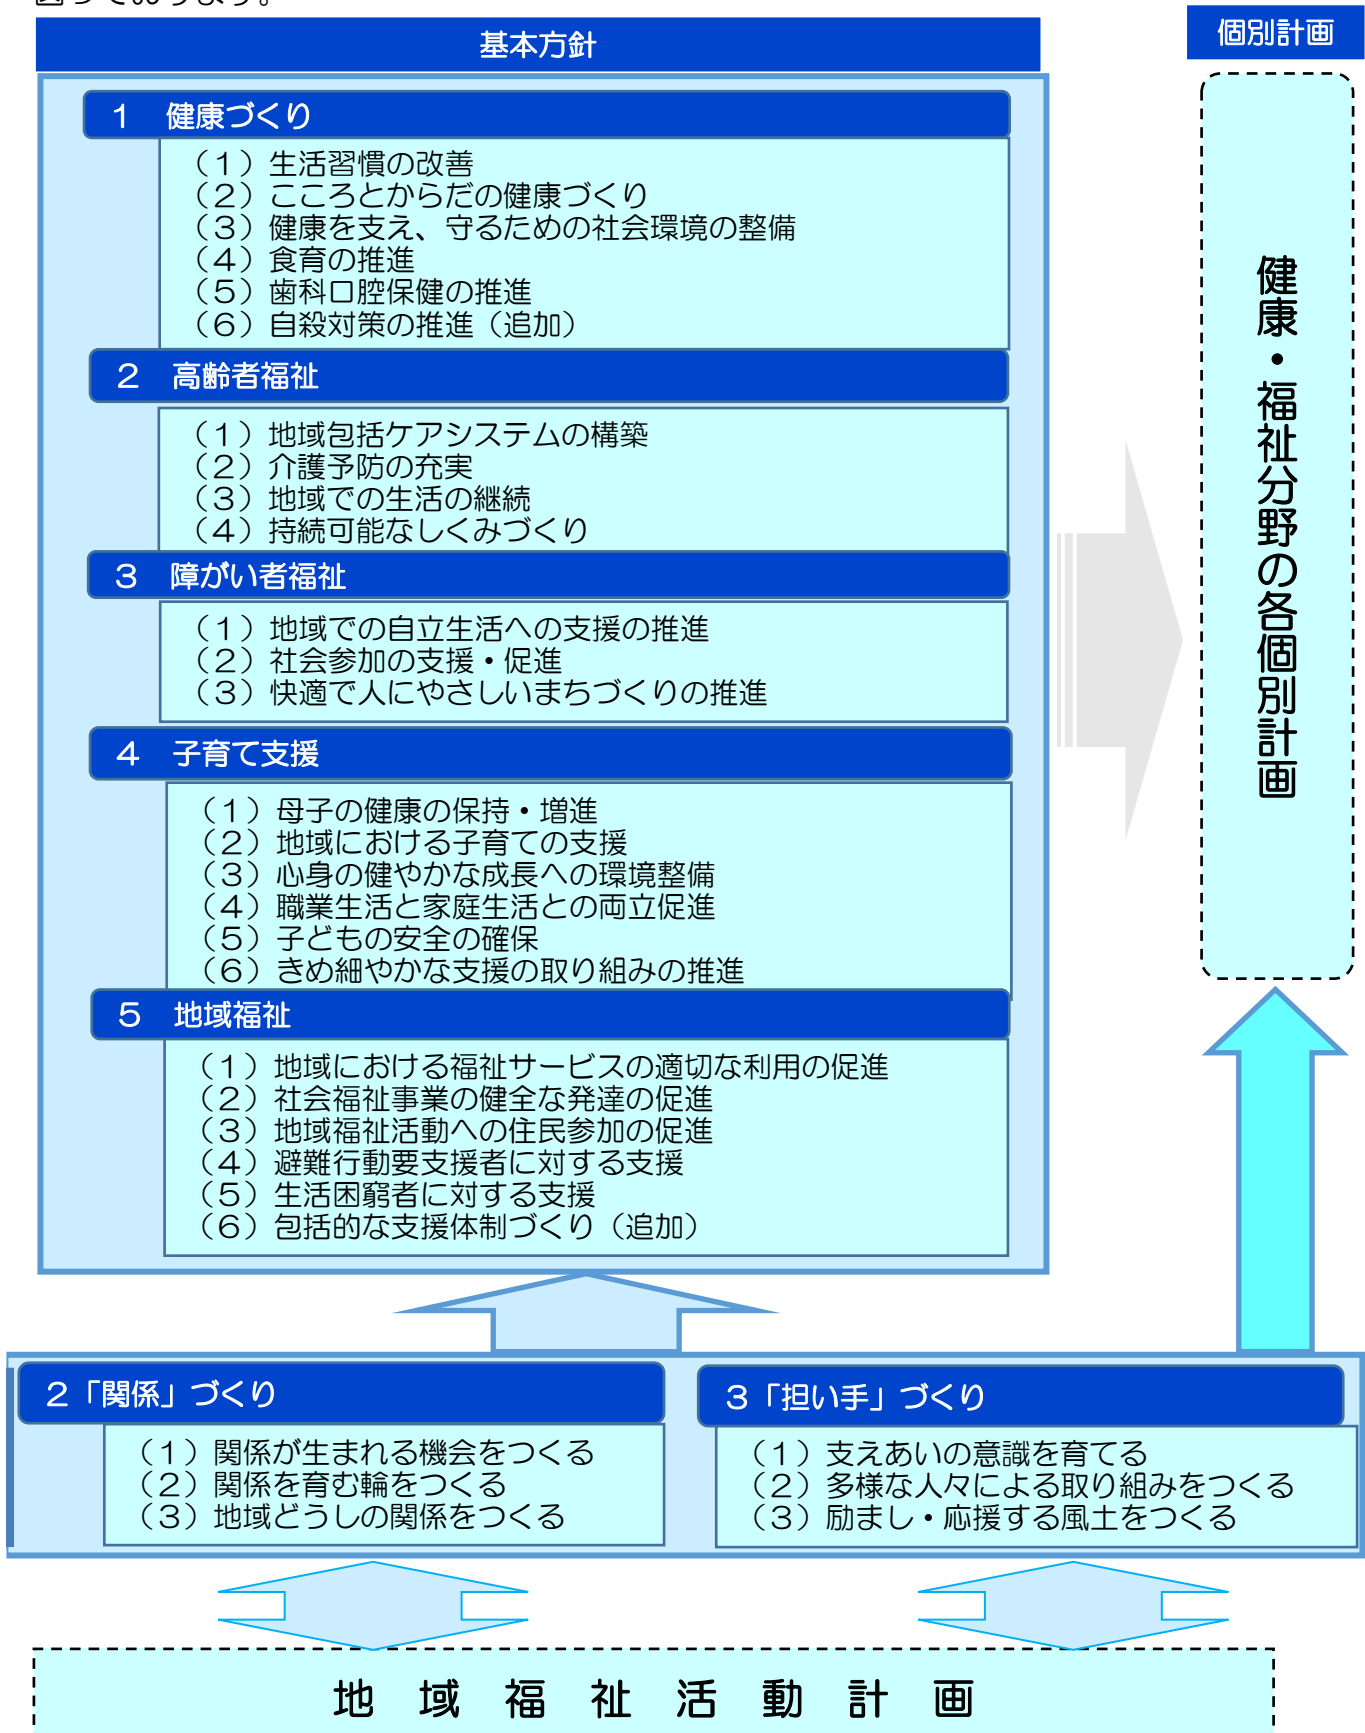 図っております。
基本方針
個別計画
1 健康づくり
（1）生活習慣の改善
（2）こころとからだの健康づくり
（3）健康を支え、守るための社会環境の整備
（4）食育の推進
（5）歯科口腔保健の推進
（6）自殺対策の推進（追加）
2 高齢者福祉
（1）地域包括ケアシステムの構築
（2）介護予防の充実
（3）地域での生活の継続
（4）持続可能なしくみづくり
3 障がい者福祉
（1）地域での自立生活への支援の推進
（2）社会参加の支援・促進
（3）快適で人にやさしいまちづくりの推進
4 子育て支援
（1）母子の健康の保持・増進
（2）地域における子育ての支援
（3）心身の健やかな成長への環境整備
（4）職業生活と家庭生活との両立促進
（5）子どもの安全の確保
（6）きめ細やかな支援の取り組みの推進
5 地域福祉
（1）地域における福祉サービスの適切な利用の促進
（2）社会福祉事業の健全な発達の促進
（3）地域福祉活動への住民参加の促進
（4）避難行動要支援者に対する支援
（5）生活困窮者に対する支援
（6）包括的な支援体制づくり（追加）
健康・福祉分野の各個別計画
2「関係」づくり
（1）関係が生まれる機会をつくる
（2）関係を育む輪をつくる
（3）地域どうしの関係をつくる
3「担い手」づくり
（1）支えあいの意識を育てる
（2）多様な人々による取り組みをつくる
（3）励まし・応援する風土をつくる
地域福祉活動計画